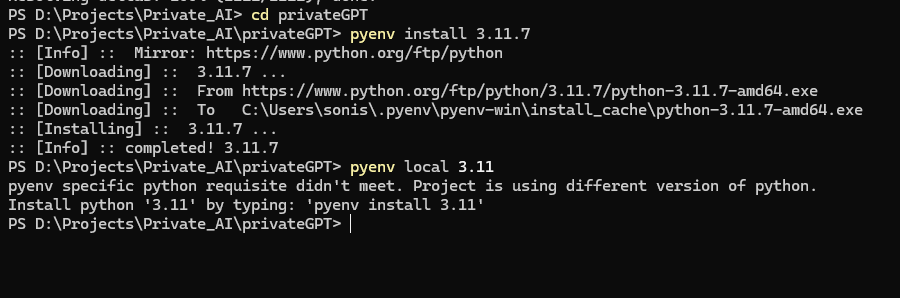 PS D:\Projects\Private_AI> cd privateGPT
PS D:\Projects\Private_AI\privateGPT> pyenv install 3.11.7
:: [Info] ::  Mirror: https://www.python.org/ftp/python
:: [Downloading] ::  3.11.7 ...
:: [Downloading] ::  From https://www.python.org/ftp/python/3.11.7/python-3.11.7-amd64.exe
:: [Downloading] ::  To   C:\Users\sonis\.pyenv\pyenv-win\install_cache\python-3.11.7-amd64.exe
:: [Installing] ::  3.11.7 ...
:: [Info] :: completed! 3.11.7
PS D:\Projects\Private_AI\privateGPT> pyenv local 3.11
pyenv specific python requisite didn't meet. Project is using different version of python.
Install python '3.11' by typing: 'pyenv install 3.11'
PS D:\Projects\Private_AI\privateGPT>